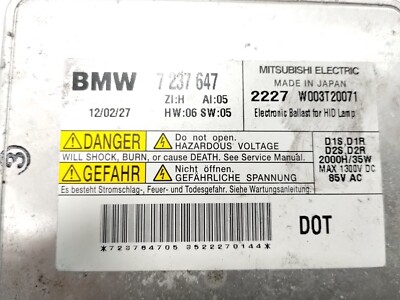 BMW 7 237 647
ZI:H AI:05
12/02/27 HW:06 SW:05
MITSUBISHI ELECTRIC
MADE IN JAPAN
2227 W003T20071
Electronic Ballast for HID Lamp
DANGER Do not open.
HAZARDOUS VOLTAGE
WILL SHOCK, BURN, or cause DEATH. See Service Manual.
GEFAHR Nicht öffnen.
GEFÄHRLICHE SPANNUNG
Es besteht Stromschlag-, Feuer- und Todesgefahr. Siehe Wartungsanleitung.
D1S,D1R
D2S,D2R
2000H/35W
MAX 1300V DC
85V AC
*723764705 3522270144*
DOT
3